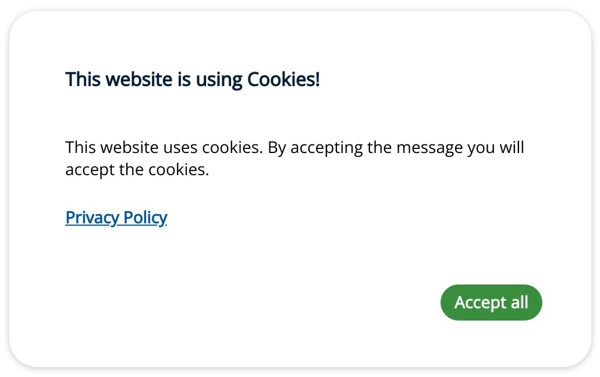 This website is using Cookies!
This website uses cookies. By accepting the message you will
accept the cookies.
Privacy Policy
Accept all